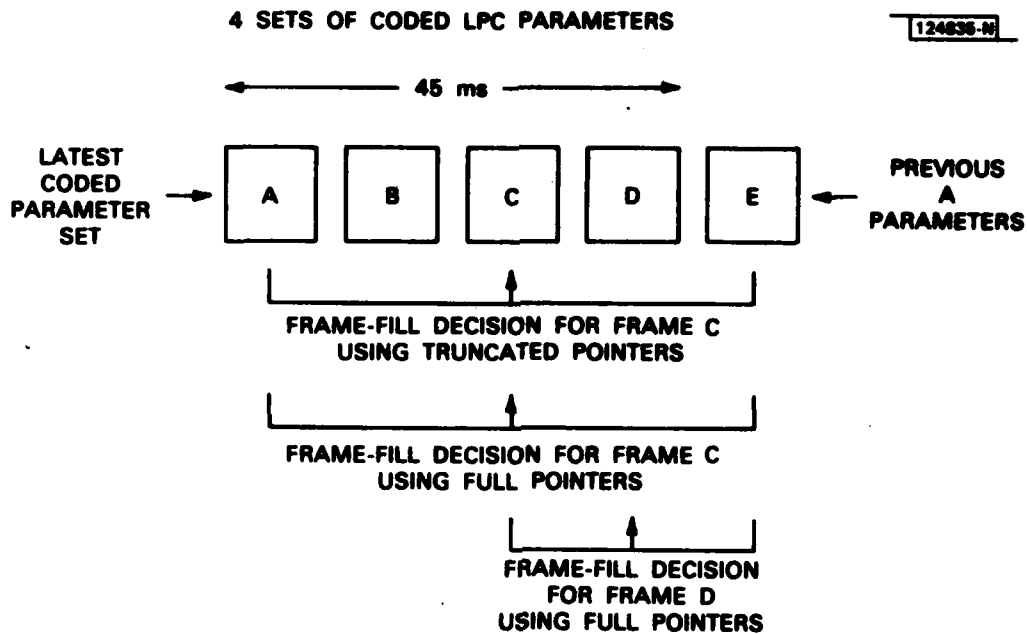 4 SETS OF CODED LPC PARAMETERS
124835-N
45 ms
LATEST
CODED
PARAMETER
SET
A
B
C
D
E
PREVIOUS
A
PARAMETERS
FRAME-FILL DECISION FOR FRAME C
USING TRUNCATED POINTERS
FRAME-FILL DECISION FOR FRAME C
USING FULL POINTERS
FRAME-FILL DECISION
FOR FRAME D
USING FULL POINTERS